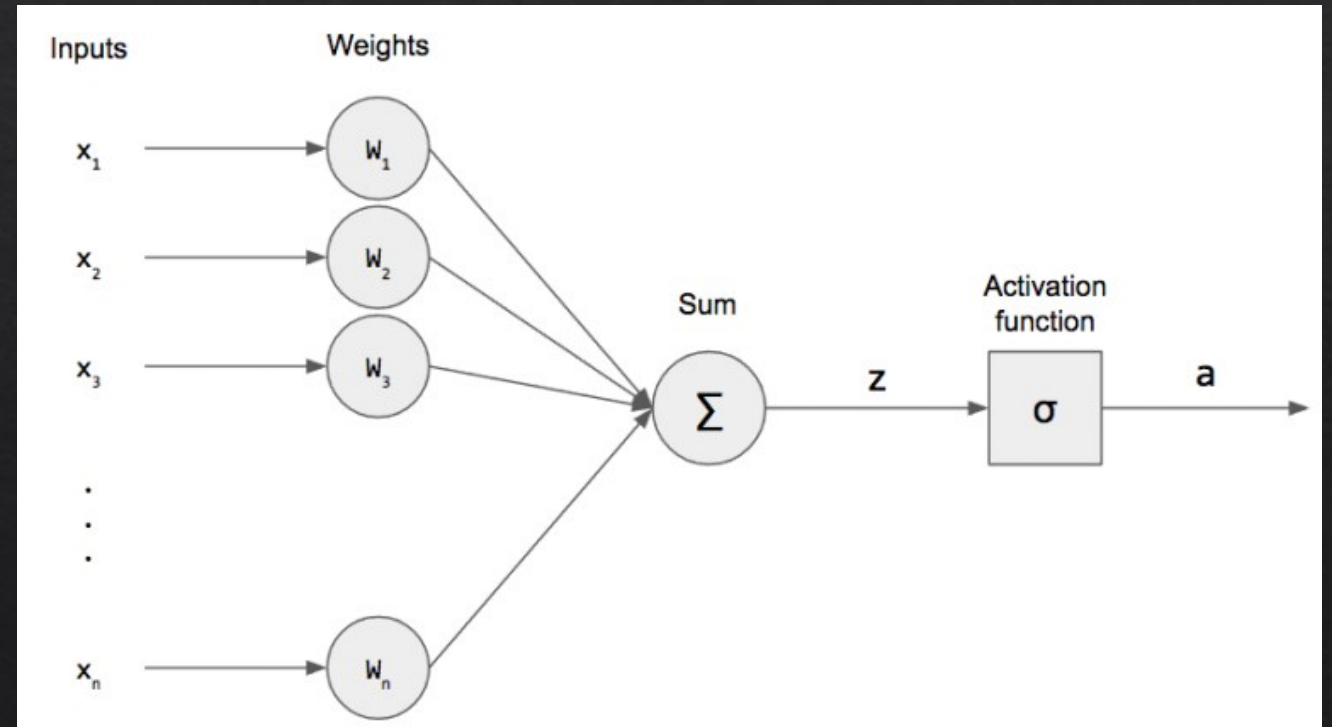 Inputs
Weights
x₁
W₁
x₂
W₂
x₃
W₃
Sum
Σ
z
Activation
function
σ
a
.
.
.
xₙ
Wₙ